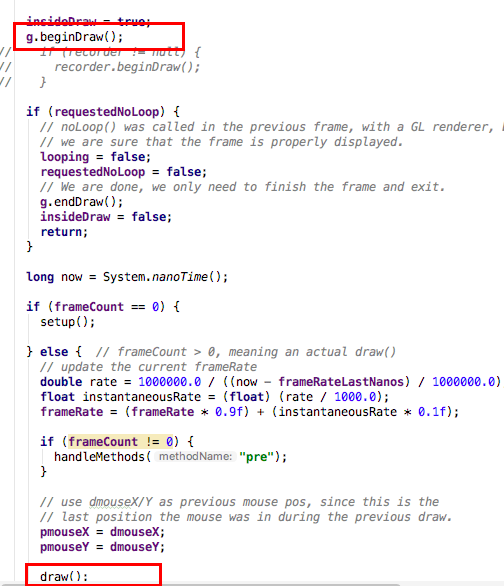 insideDraw = true;
g.beginDraw();
// if (recorder != null) {
// recorder.beginDraw();
// }
if (requestedNoLoop) {
// noLoop() was called in the previous frame, with a GL renderer,
// we are sure that the frame is properly displayed.
looping = false;
requestedNoLoop = false;
// We are done, we only need to finish the frame and exit.
g.endDraw();
insideDraw = false;
return;
}
long now = System.nanoTime();
if (frameCount == 0) {
setup();
} else { // frameCount > 0, meaning an actual draw()
// update the current frameRate
double rate = 1000000.0 / ((now - frameRateLastNanos) / 1000000.0)
float instantaneousRate = (float) (rate / 1000.0);
frameRate = (frameRate * 0.9f) + (instantaneousRate * 0.1f);
if (frameCount != 0) {
handleMethods( methodName: "pre");
}
// use dmouseX/Y as previous mouse pos, since this is the
// last position the mouse was in during the previous draw.
pmouseX = dmouseX;
pmouseY = dmouseY;
draw();